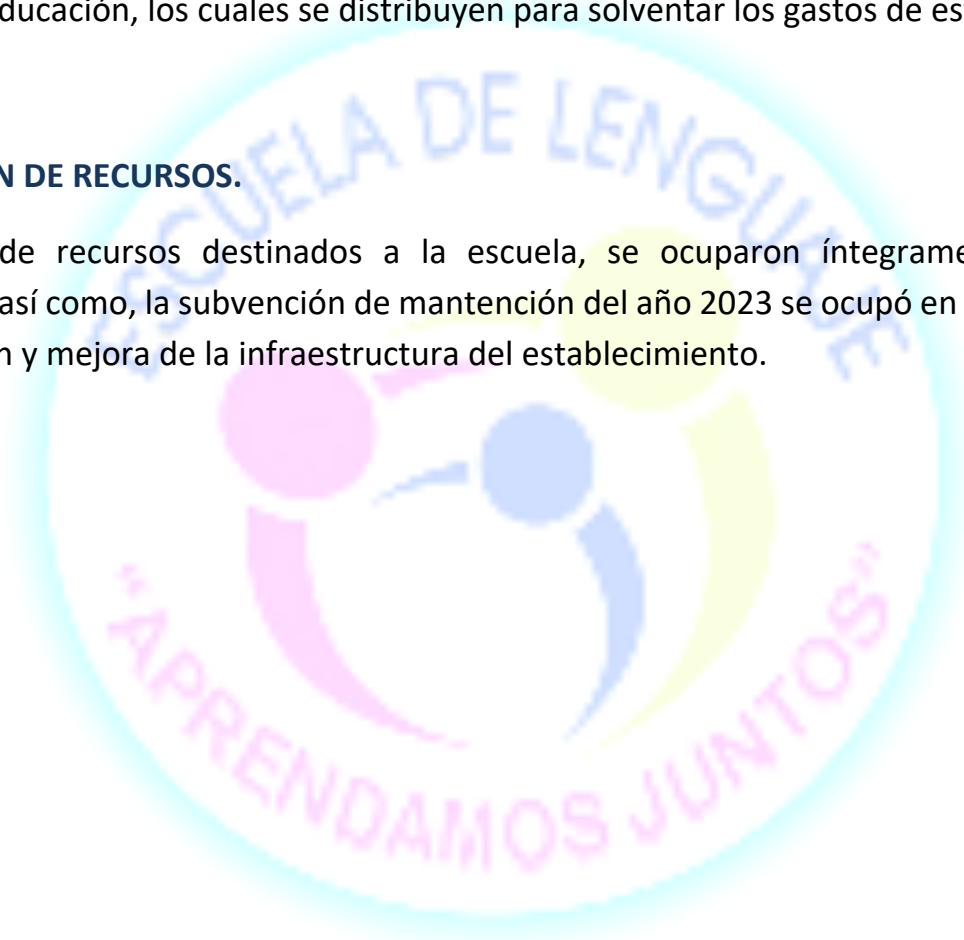 ducación, los cuales se distribuyen para solventar los gastos de es
N DE RECURSOS.
de recursos destinados a la escuela, se ocuparon íntegrame
así como, la subvención de mantención del año 2023 se ocupó en
n y mejora de la infraestructura del establecimiento.
ESCUELA DE LENGUAJE
"APRENDAMOS JUNTOS"